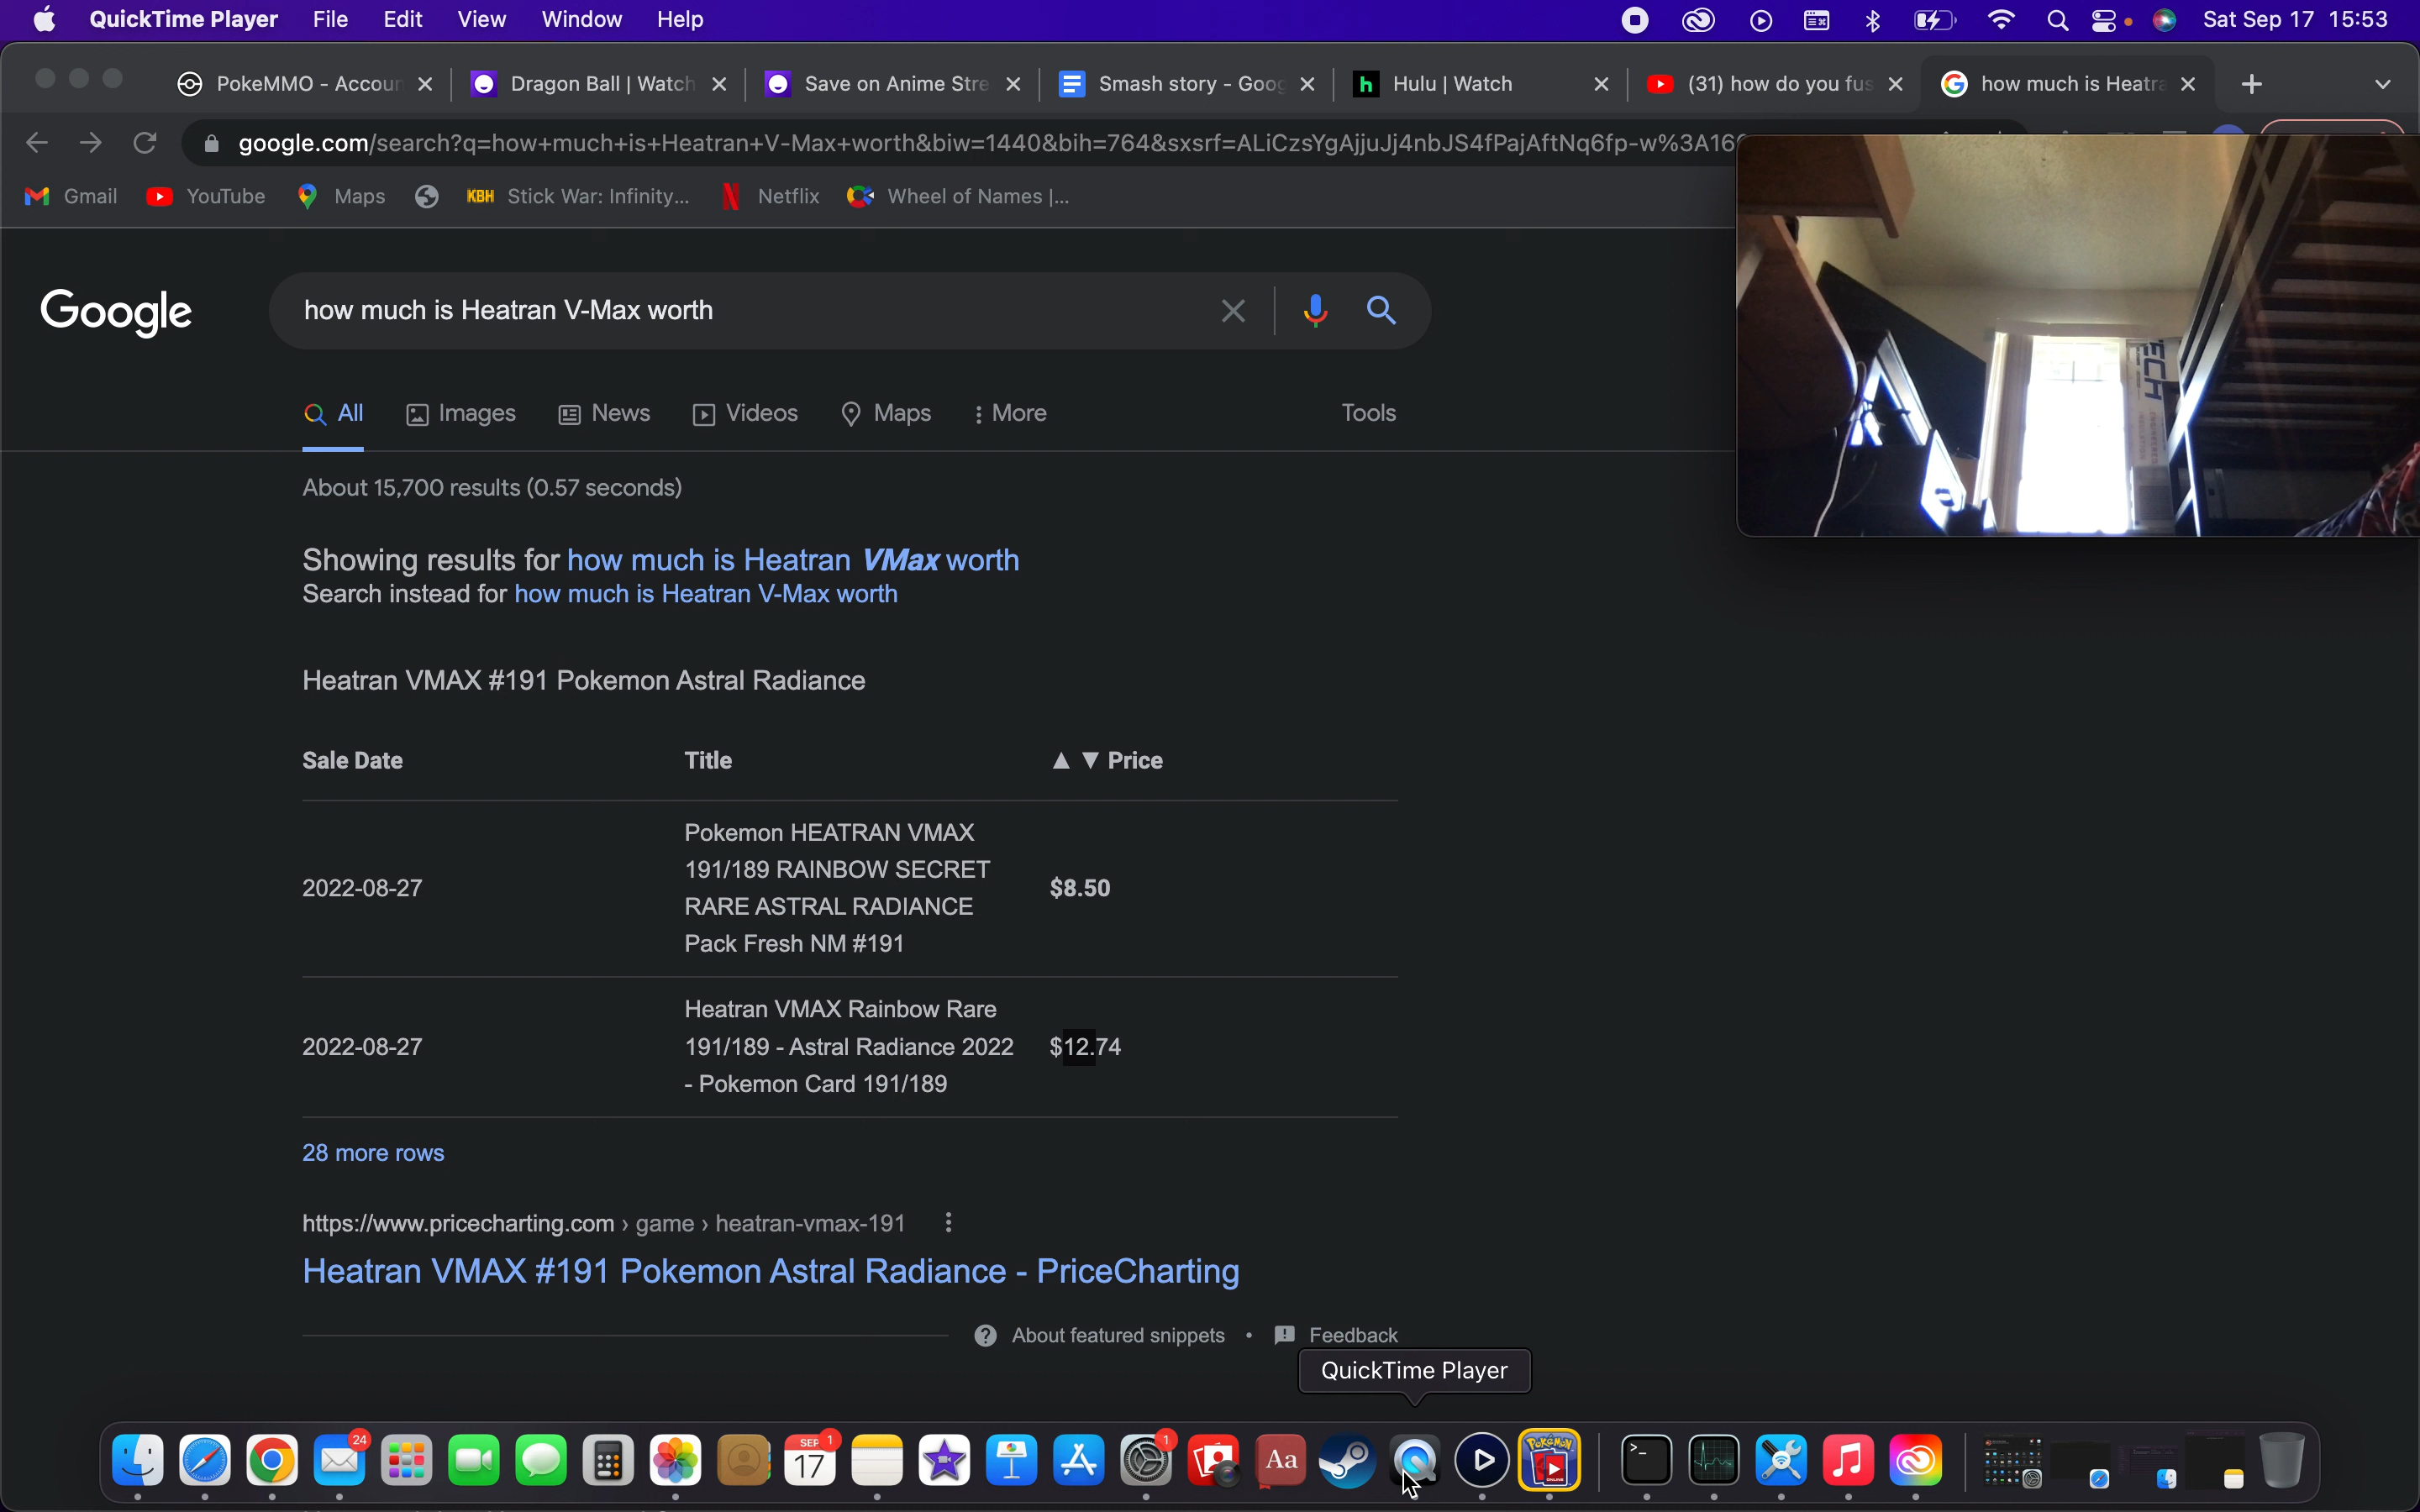 QuickTime Player File Edit View Window Help Sat Sep 17 15:53
PokeMMO - Accoun Dragon Ball | Watch Save on Anime Stre Smash story - Goog h Hulu | Watch (31) how do you fus how much is Heatra
google.com/search?q=how+much+is+Heatran+V-Max+worth&biw=1440&bih=764&sxsrf=ALiCzsYgAjjuJj4nbJS4fPajAftNq6fp-w%3A16
Gmail YouTube Maps KBH Stick War: Infinity... Netflix Wheel of Names |...
Google how much is Heatran V-Max worth
ECH
All Images News Videos Maps More Tools
About 15,700 results (0.57 seconds)
Showing results for how much is Heatran VMax worth
Search instead for how much is Heatran V-Max worth
Heatran VMAX #191 Pokemon Astral Radiance
Sale Date Title ▲ ▼ Price
Pokemon HEATRAN VMAX
191/189 RAINBOW SECRET
2022-08-27 $8.50
RARE ASTRAL RADIANCE
Pack Fresh NM #191
Heatran VMAX Rainbow Rare
2022-08-27 191/189 - Astral Radiance 2022 $12.74
- Pokemon Card 191/189
28 more rows
https://www.pricecharting.com › game › heatran-vmax-191
Heatran VMAX #191 Pokemon Astral Radiance - PriceCharting
About featured snippets • Feedback
QuickTime Player
24 SEP 1 17 1 Aa Pokémon ONLINE >_